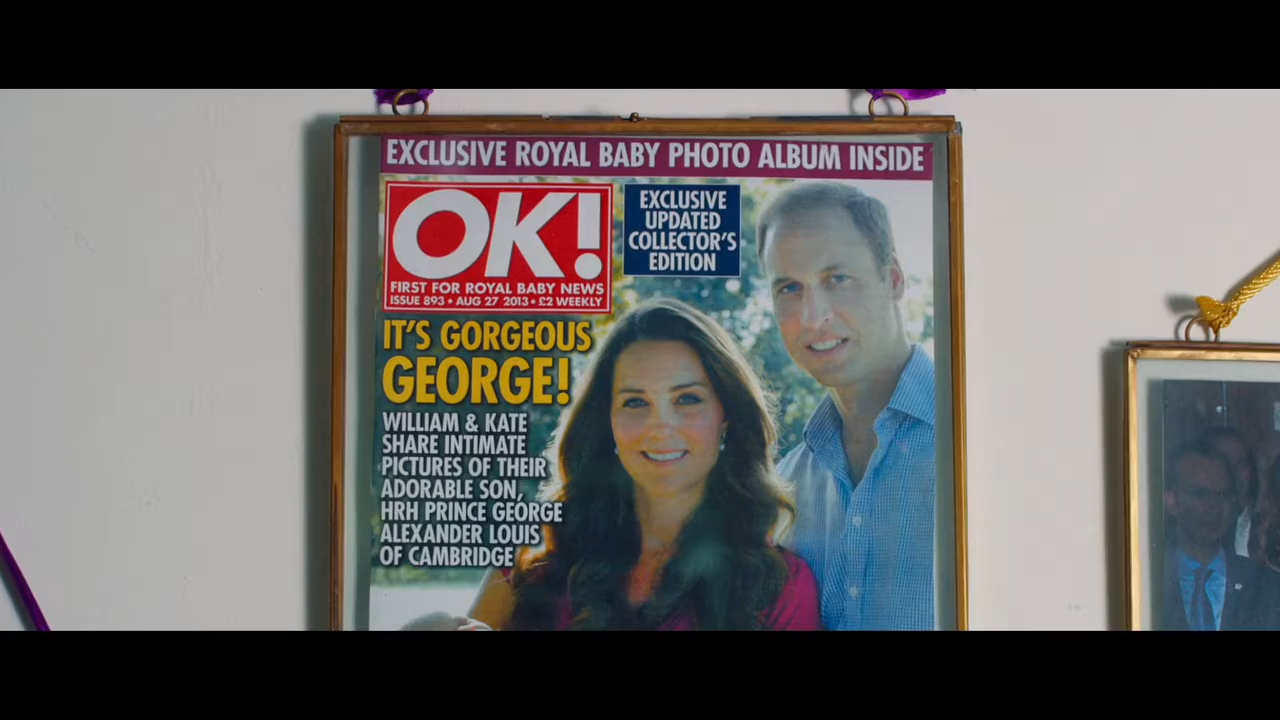 EXCLUSIVE ROYAL BABY PHOTO ALBUM INSIDE
OK!
FIRST FOR ROYAL BABY NEWS
ISSUE 893 • AUG 27 2013 • £2 WEEKLY
EXCLUSIVE
UPDATED
COLLECTOR'S
EDITION
IT'S GORGEOUS
GEORGE!
WILLIAM & KATE
SHARE INTIMATE
PICTURES OF THEIR
ADORABLE SON,
HRH PRINCE GEORGE
ALEXANDER LOUIS
OF CAMBRIDGE